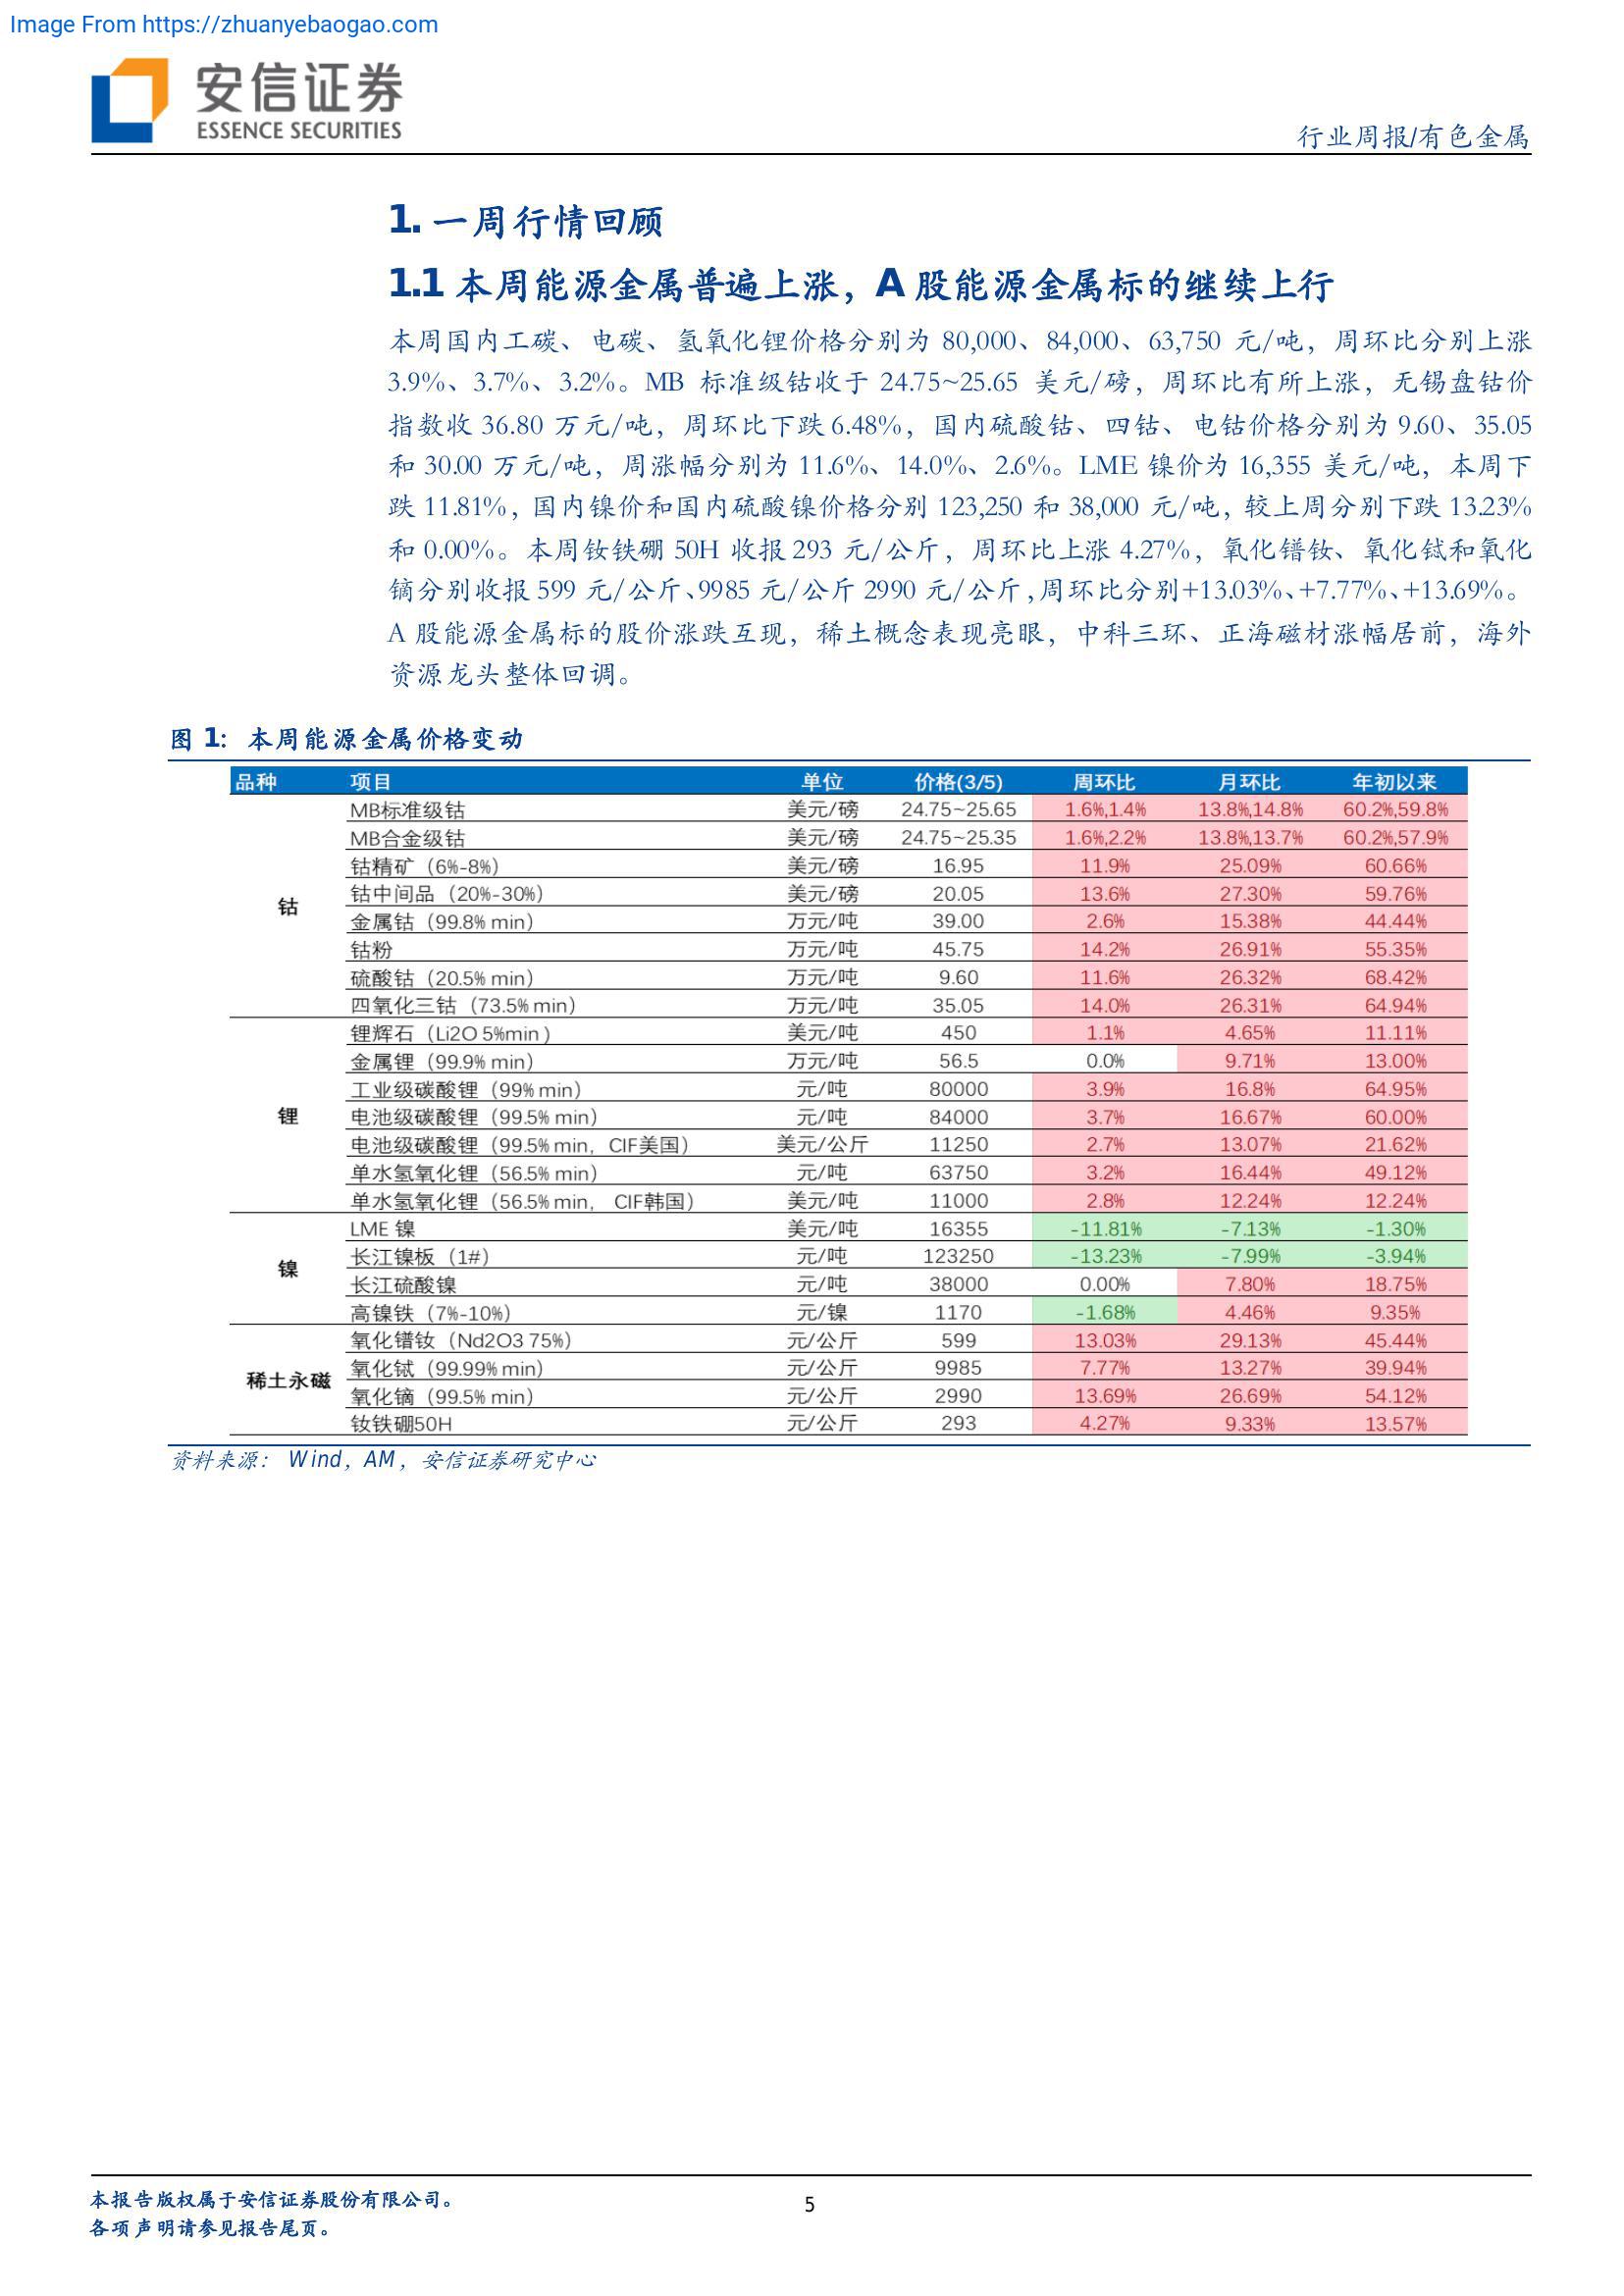 Image From https://zhuanyebaogao.com
安信证券
ESSENCE SECURITIES
行业周报/有色金属
1. 一周行情回顾
1.1 本周能源金属普遍上涨，A 股能源金属标的继续上行
本周国内工碳、电碳、氢氧化锂价格分别为 80,000、84,000、63,750 元/吨，周环比分别上涨
3.9%、3.7%、3.2%。MB 标准级钴收于 24.75~25.65 美元/磅，周环比有所上涨，无锡盘钴价
指数收 36.80 万元/吨，周环比下跌 6.48%，国内硫酸钴、四钴、电钴价格分别为 9.60、35.05
和 30.00 万元/吨，周涨幅分别为 11.6%、14.0%、2.6%。LME 镍价为 16,355 美元/吨，本周下
跌 11.81%，国内镍价和国内硫酸镍价格分别 123,250 和 38,000 元/吨，较上周分别下跌 13.23%
和 0.00%。本周钕铁硼 50H 收报 293 元/公斤，周环比上涨 4.27%，氧化镨钕、氧化铽和氧化
镝分别收报 599 元/公斤、9985 元/公斤 2990 元/公斤，周环比分别+13.03%、+7.77%、+13.69%。
A 股能源金属标的股价涨跌互现，稀土概念表现亮眼，中科三环、正海磁材涨幅居前，海外
资源龙头整体回调。
图 1：本周能源金属价格变动
品种 项目 单位 价格(3/5) 周环比 月环比 年初以来
MB标准级钴 美元/磅 24.75~25.65 1.6%,1.4% 13.8%,14.8% 60.2%,59.8%
MB合金级钴 美元/磅 24.75~25.35 1.6%,2.2% 13.8%,13.7% 60.2%,57.9%
钴精矿（6%-8%） 美元/磅 16.95 11.9% 25.09% 60.66%
钴中间品（20%-30%） 美元/磅 20.05 13.6% 27.30% 59.76%
钴
金属钴（99.8% min） 万元/吨 39.00 2.6% 15.38% 44.44%
钴粉 万元/吨 45.75 14.2% 26.91% 55.35%
硫酸钴（20.5% min） 万元/吨 9.60 11.6% 26.32% 68.42%
四氧化三钴（73.5% min） 万元/吨 35.05 14.0% 26.31% 64.94%
锂辉石（Li2O 5%min ） 美元/吨 450 1.1% 4.65% 11.11%
金属锂（99.9% min） 万元/吨 56.5 0.0% 9.71% 13.00%
工业级碳酸锂（99% min） 元/吨 80000 3.9% 16.8% 64.95%
锂 电池级碳酸锂（99.5% min） 元/吨 84000 3.7% 16.67% 60.00%
电池级碳酸锂（99.5% min，CIF美国） 美元/公斤 11250 2.7% 13.07% 21.62%
单水氢氧化锂（56.5% min） 元/吨 63750 3.2% 16.44% 49.12%
单水氢氧化锂（56.5% min， CIF韩国） 美元/吨 11000 2.8% 12.24% 12.24%
LME 镍 美元/吨 16355 -11.81% -7.13% -1.30%
长江镍板（1#） 元/吨 123250 -13.23% -7.99% -3.94%
镍
长江硫酸镍 元/吨 38000 0.00% 7.80% 18.75%
高镍铁（7%-10%） 元/镍 1170 -1.68% 4.46% 9.35%
氧化镨钕（Nd2O3 75%） 元/公斤 599 13.03% 29.13% 45.44%
氧化铽（99.99% min） 元/公斤 9985 7.77% 13.27% 39.94%
稀土永磁
氧化镝（99.5% min） 元/公斤 2990 13.69% 26.69% 54.12%
钕铁硼50H 元/公斤 293 4.27% 9.33% 13.57%
资料来源：Wind，AM，安信证券研究中心
本报告版权属于安信证券股份有限公司。
5
各项声明请参见报告尾页。